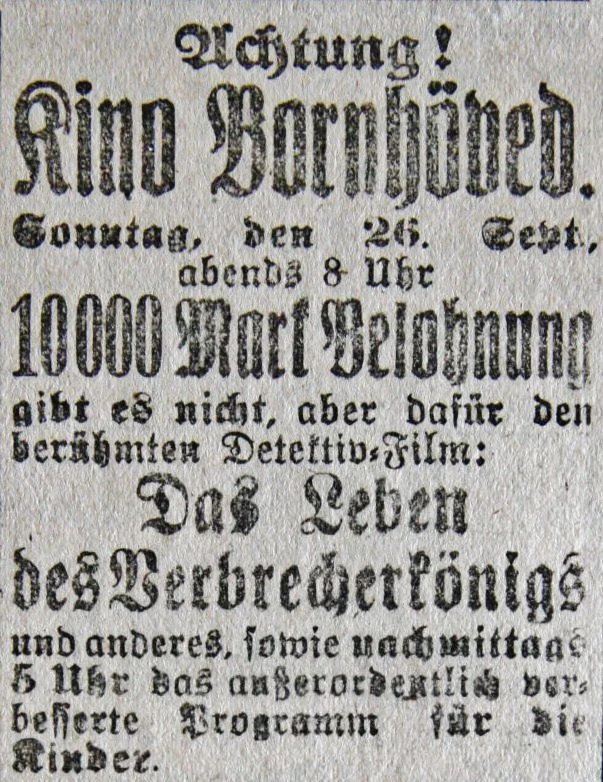 Achtung!
Kino Bornhöved.
Sonntag, den 26. Sept.,
abends 8 Uhr
10000 Mark Belohnung
gibt es nicht, aber dafür den
berühmten Detektiv-Film:
Das Leben
des Verbrecherkönigs
und anderes, sowie nachmittags
5 Uhr das außerordentlich ver-
besserte Programm für die
Kinder.